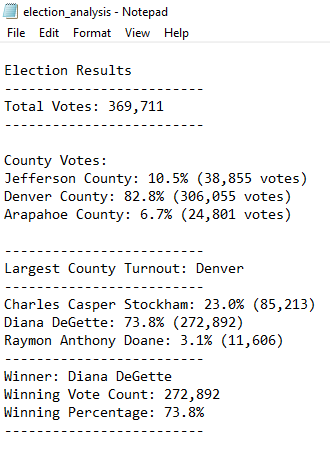 election_analysis - Notepad
File Edit Format View Help
Election Results
-------------------------
Total Votes: 369,711
-------------------------
County Votes:
Jefferson County: 10.5% (38,855 votes)
Denver County: 82.8% (306,055 votes)
Arapahoe County: 6.7% (24,801 votes)
-------------------------
Largest County Turnout: Denver
-------------------------
Charles Casper Stockham: 23.0% (85,213)
Diana DeGette: 73.8% (272,892)
Raymon Anthony Doane: 3.1% (11,606)
-------------------------
Winner: Diana DeGette
Winning Vote Count: 272,892
Winning Percentage: 73.8%
-------------------------